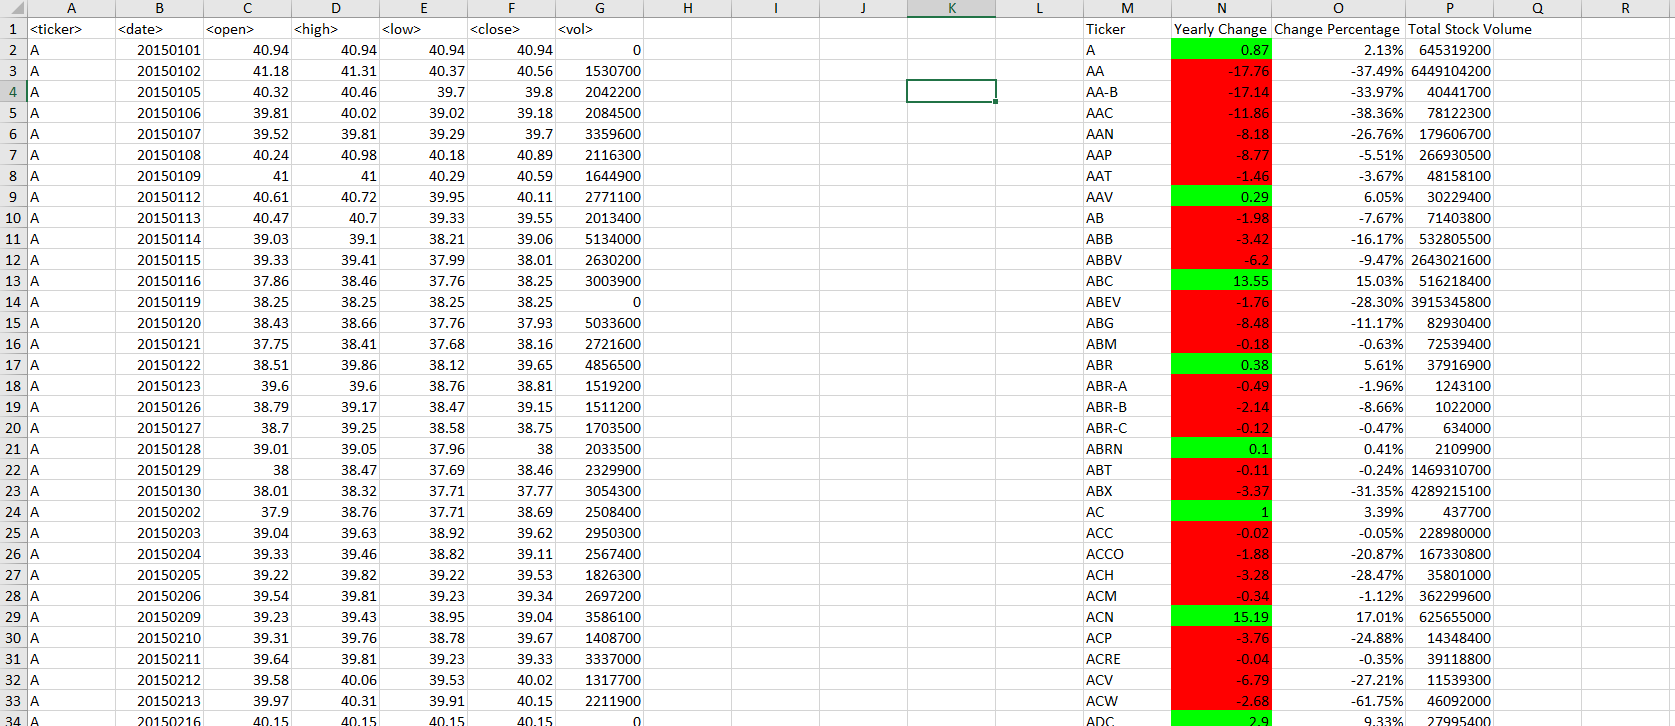 A B C D E F G H I J K L M N O P Q R
1 <ticker> <date> <open> <high> <low> <close> <vol> Ticker Yearly Change Change Percentage Total Stock Volume
2 A 20150101 40.94 40.94 40.94 40.94 0 A 0.87 2.13% 645319200
3 A 20150102 41.18 41.31 40.37 40.56 1530700 AA -17.76 -37.49% 6449104200
4 A 20150105 40.32 40.46 39.7 39.8 2042200 AA-B -17.14 -33.97% 40441700
5 A 20150106 39.81 40.02 39.02 39.18 2084500 AAC -11.86 -38.36% 78122300
6 A 20150107 39.52 39.81 39.29 39.7 3359600 AAN -8.18 -26.76% 179606700
7 A 20150108 40.24 40.98 40.18 40.89 2116300 AAP -8.77 -5.51% 266930500
8 A 20150109 41 41 40.29 40.59 1644900 AAT -1.46 -3.67% 48158100
9 A 20150112 40.61 40.72 39.95 40.11 2771100 AAV 0.29 6.05% 30229400
10 A 20150113 40.47 40.7 39.33 39.55 2013400 AB -1.98 -7.67% 71403800
11 A 20150114 39.03 39.1 38.21 39.06 5134000 ABB -3.42 -16.17% 532805500
12 A 20150115 39.33 39.41 37.99 38.01 2630200 ABBV -6.2 -9.47% 2643021600
13 A 20150116 37.86 38.46 37.76 38.25 3003900 ABC 13.55 15.03% 516218400
14 A 20150119 38.25 38.25 38.25 38.25 0 ABEV -1.76 -28.30% 3915345800
15 A 20150120 38.43 38.66 37.76 37.93 5033600 ABG -8.48 -11.17% 82930400
16 A 20150121 37.75 38.41 37.68 38.16 2721600 ABM -0.18 -0.63% 72539400
17 A 20150122 38.51 39.86 38.12 39.65 4856500 ABR 0.38 5.61% 37916900
18 A 20150123 39.6 39.6 38.76 38.81 1519200 ABR-A -0.49 -1.96% 1243100
19 A 20150126 38.79 39.17 38.47 39.15 1511200 ABR-B -2.14 -8.66% 1022000
20 A 20150127 38.7 39.25 38.58 38.75 1703500 ABR-C -0.12 -0.47% 634000
21 A 20150128 39.01 39.05 37.96 38 2033500 ABRN 0.1 0.41% 2109900
22 A 20150129 38 38.47 37.69 38.46 2329900 ABT -0.11 -0.24% 1469310700
23 A 20150130 38.01 38.32 37.71 37.77 3054300 ABX -3.37 -31.35% 4289215100
24 A 20150202 37.9 38.76 37.71 38.69 2508400 AC 1 3.39% 437700
25 A 20150203 39.04 39.63 38.92 39.62 2950300 ACC -0.02 -0.05% 228980000
26 A 20150204 39.33 39.46 38.82 39.11 2567400 ACCO -1.88 -20.87% 167330800
27 A 20150205 39.22 39.82 39.22 39.53 1826300 ACH -3.28 -28.47% 35801000
28 A 20150206 39.54 39.81 39.23 39.34 2697200 ACM -0.34 -1.12% 362299600
29 A 20150209 39.23 39.43 38.95 39.04 3586100 ACN 15.19 17.01% 625655000
30 A 20150210 39.31 39.76 38.78 39.67 1408700 ACP -3.76 -24.88% 14348400
31 A 20150211 39.64 39.81 39.23 39.33 3337000 ACRE -0.04 -0.35% 39118800
32 A 20150212 39.58 40.06 39.53 40.02 1317700 ACV -6.79 -27.21% 11539300
33 A 20150213 39.97 40.31 39.91 40.15 2211900 ACW -2.68 -61.75% 46092000
34 A 20150216 40.15 40.15 40.15 40.15 0 ADC 2.9 9.33% 27995400